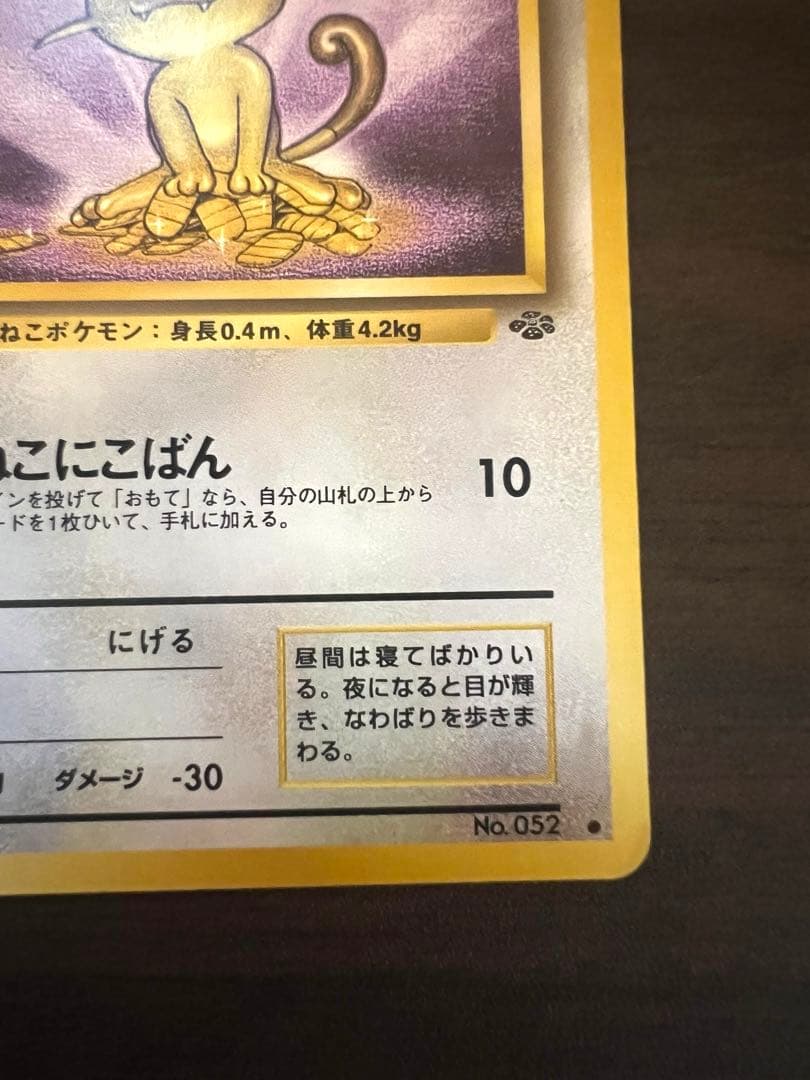 ねこポケモン：身長0.4m、体重4.2kg
ねこにこばん
10
インを投げて「おもて」なら、自分の山札の上から
ードを1枚ひいて、手札に加える。
にげる
昼間は寝てばかりい
る。夜になると目が輝
き、なわばりを歩きま
わる。
ダメージ -30
No. 052